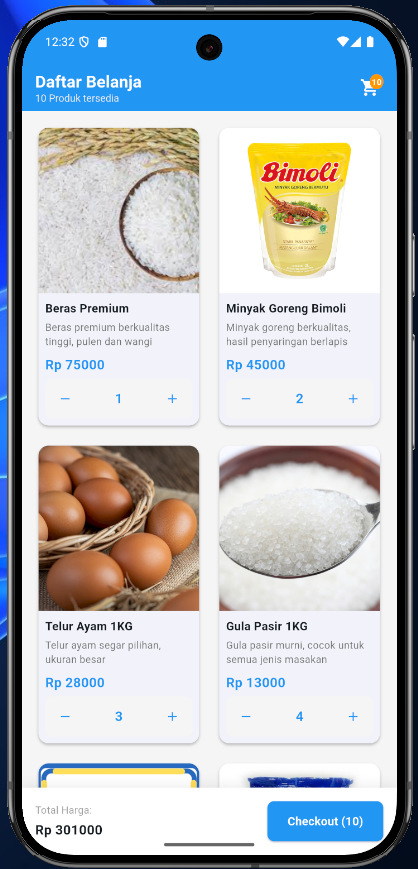 12:32
Daftar Belanja
10 Produk tersedia
10
Bimoli
MINYAK GORENG BERMUTU
Beras Premium
Beras premium berkualitas
tinggi, pulen dan wangi
Rp 75000
− 1 +
Minyak Goreng Bimoli
Minyak goreng berkualitas,
hasil penyaringan berlapis
Rp 45000
− 2 +
Telur Ayam 1KG
Telur ayam segar pilihan,
ukuran besar
Rp 28000
− 3 +
Gula Pasir 1KG
Gula pasir murni, cocok untuk
semua jenis masakan
Rp 13000
− 4 +
Total Harga:
Rp 301000
Checkout (10)